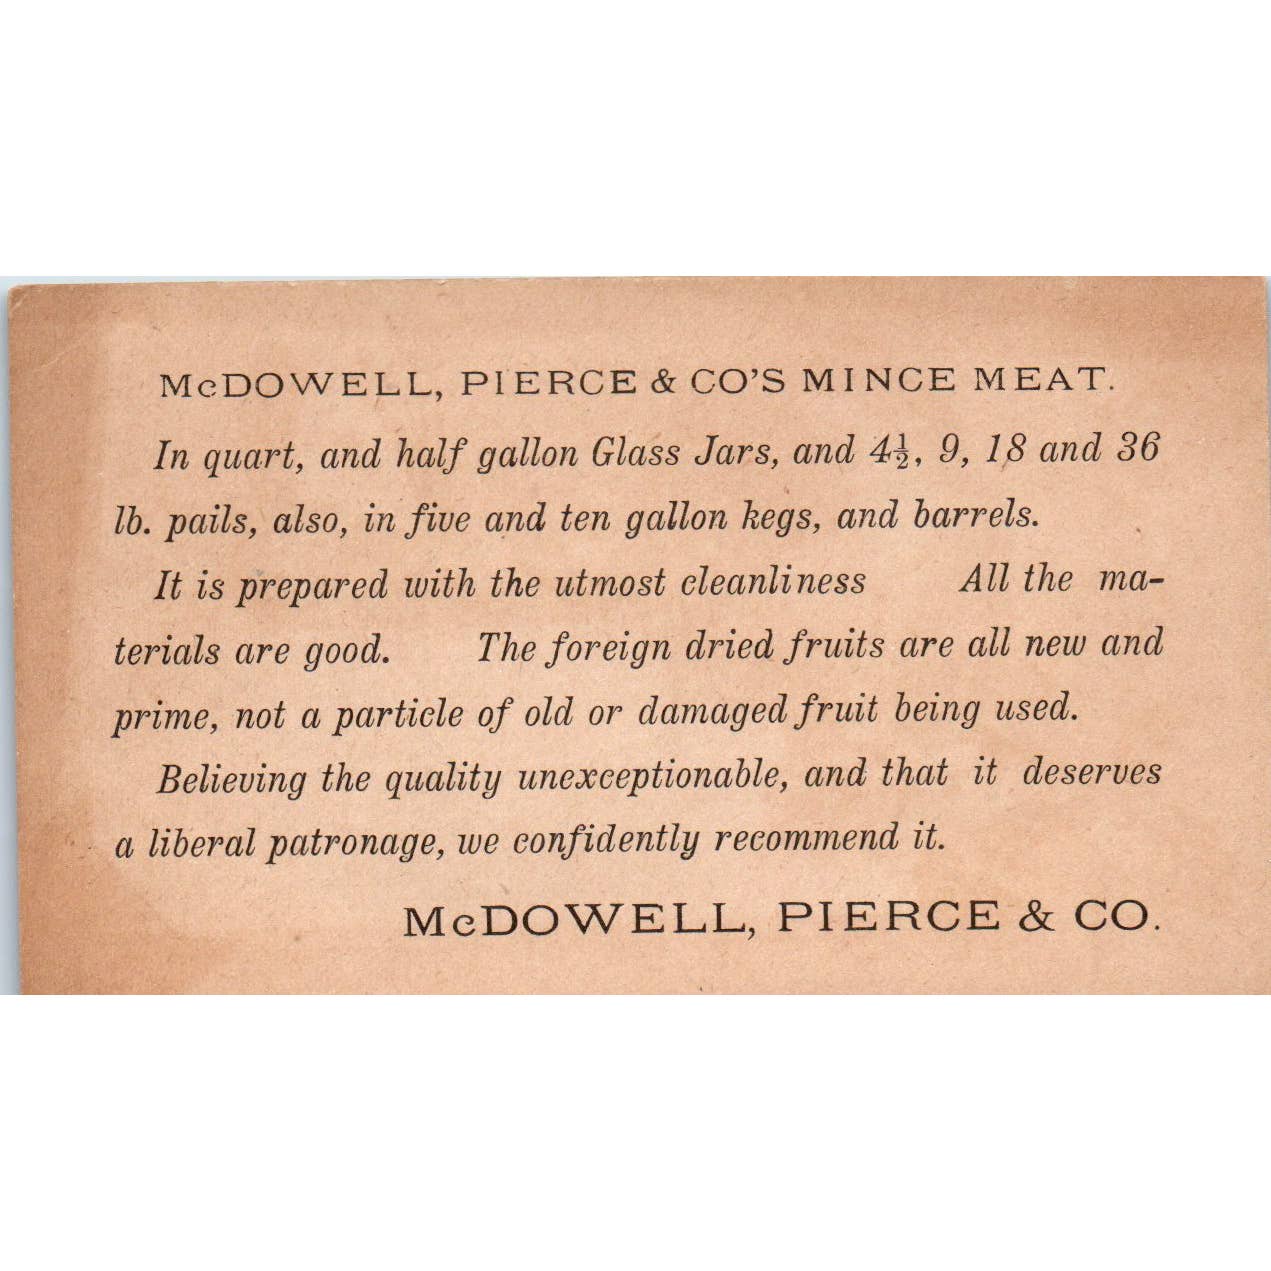 McDOWELL, PIERCE & CO'S MINCE MEAT.
In quart, and half gallon Glass Jars, and 4½, 9, 18 and 36
lb. pails, also, in five and ten gallon kegs, and barrels.
It is prepared with the utmost cleanliness All the ma-
terials are good. The foreign dried fruits are all new and
prime, not a particle of old or damaged fruit being used.
Believing the quality unexceptionable, and that it deserves
a liberal patronage, we confidently recommend it.
McDOWELL, PIERCE & CO.